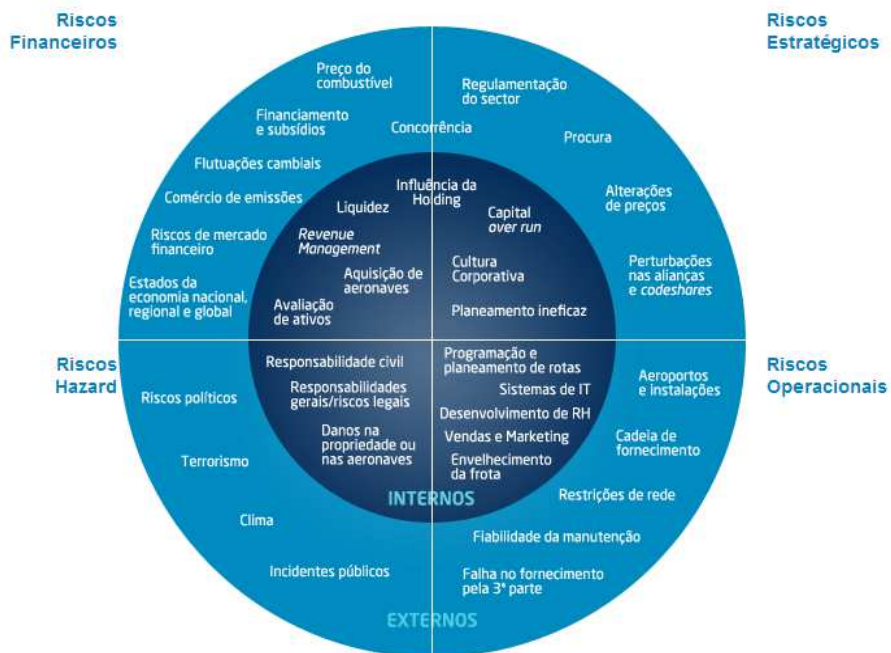 Riscos
Financeiros
Riscos
Estratégicos
Preço do
combustível
Financiamento
e subsídios
Flutuações cambiais
Comércio de emissões
Riscos de mercado
financeiro
Estados da
economia nacional,
regional e global
Concorrência
Regulamentação
do sector
Procura
Alterações
de preços
Perturbações
nas alianças
e codeshares
Influência da
Holding
Liquidez
Revenue
Management
Aquisição de
aeronaves
Avaliação
de ativos
Capital
over run
Cultura
Corporativa
Planeamento ineficaz
Riscos
Hazard
Riscos
Operacionais
Responsabilidade civil
Responsabilidades
gerais/riscos legais
Danos na
propriedade ou
nas aeronaves
Programação e
planeamento de rotas
Sistemas de IT
Desenvolvimento de RH
Vendas e Marketing
Envelhecimento
da frota
INTERNOS
Riscos políticos
Terrorismo
Clima
Incidentes públicos
Aeroportos
e instalações
Cadeia de
fornecimento
Restrições de rede
Fiabilidade da manutenção
Falha no fornecimento
pela 3ª parte
EXTERNOS